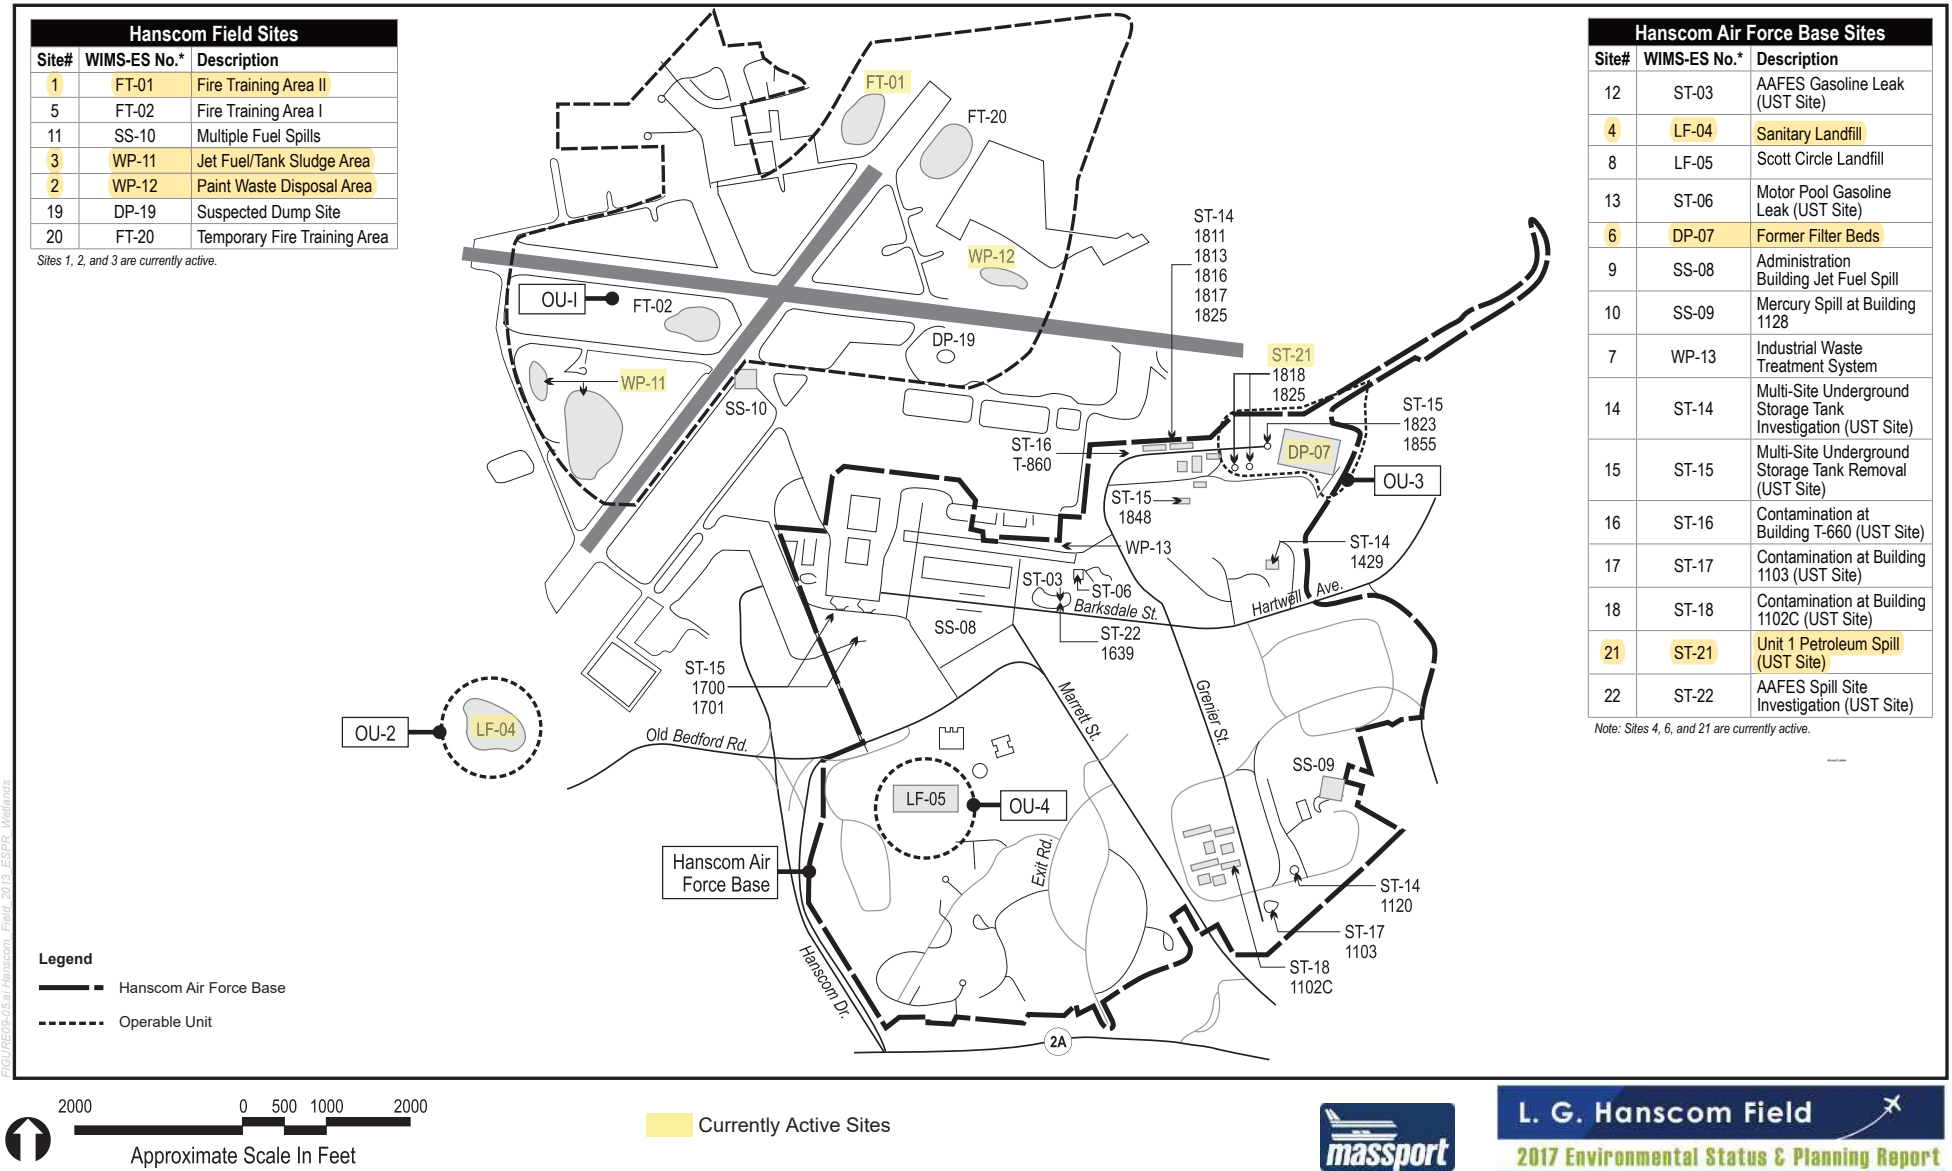 Hanscom Field Sites
Site# WIMS-ES No.* Description
1 FT-01 Fire Training Area II
5 FT-02 Fire Training Area I
11 SS-10 Multiple Fuel Spills
3 WP-11 Jet Fuel/Tank Sludge Area
2 WP-12 Paint Waste Disposal Area
19 DP-19 Suspected Dump Site
20 FT-20 Temporary Fire Training Area
Sites 1, 2, and 3 are currently active.
Hanscom Air Force Base Sites
Site# WIMS-ES No.* Description
12 ST-03 AAFES Gasoline Leak
(UST Site)
4 LF-04 Sanitary Landfill
8 LF-05 Scott Circle Landfill
13 ST-06 Motor Pool Gasoline
Leak (UST Site)
6 DP-07 Former Filter Beds
9 SS-08 Administration
Building Jet Fuel Spill
10 SS-09 Mercury Spill at Building
1128
7 WP-13 Industrial Waste
Treatment System
14 ST-14 Multi-Site Underground
Storage Tank
Investigation (UST Site)
15 ST-15 Multi-Site Underground
Storage Tank Removal
(UST Site)
16 ST-16 Contamination at
Building T-660 (UST Site)
17 ST-17 Contamination at Building
1103 (UST Site)
18 ST-18 Contamination at Building
1102C (UST Site)
21 ST-21 Unit 1 Petroleum Spill
(UST Site)
22 ST-22 AAFES Spill Site
Investigation (UST Site)
Note: Sites 4, 6, and 21 are currently active.
FT-01
FT-20
ST-14
1811
1813
1816
1817
1825
WP-12
OU-I
FT-02
DP-19
ST-21
1818
1825
WP-11
SS-10
ST-15
1823
1855
ST-16
T-860
DP-07
OU-3
ST-15
1848
WP-13
ST-14
1429
ST-03
ST-06
Barksdale St.
Hartwell Ave.
SS-08
ST-22
1639
ST-15
1700
1701
Marrett St.
Grenier St.
OU-2
LF-04
Old Bedford Rd.
SS-09
LF-05
OU-4
Hanscom Air
Force Base
Exit Rd.
ST-14
1120
ST-17
1103
ST-18
1102C
Hanscom Dr.
2A
Legend
Hanscom Air Force Base
Operable Unit
FIGURE09-05.ai Hanscom_Field_2013_ESPR_Wetlands
2000 0 500 1000 2000
Approximate Scale In Feet
Currently Active Sites
massport
L. G. Hanscom Field
2017 Environmental Status & Planning Report